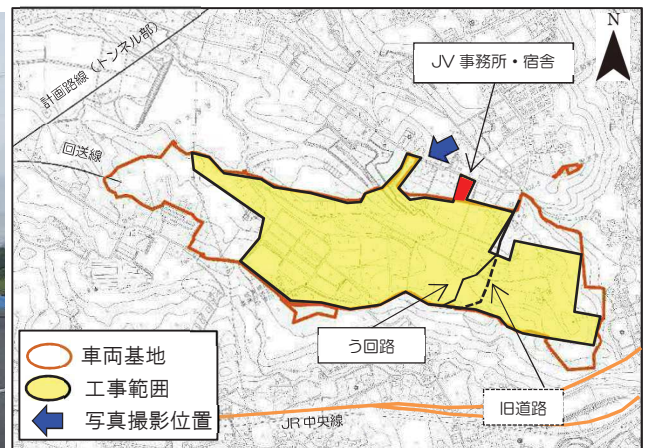 計画路線（トンネル部）
回送線
JV 事務所・宿舎
N
う回路
旧道路
JR中央線
車両基地
工事範囲
写真撮影位置